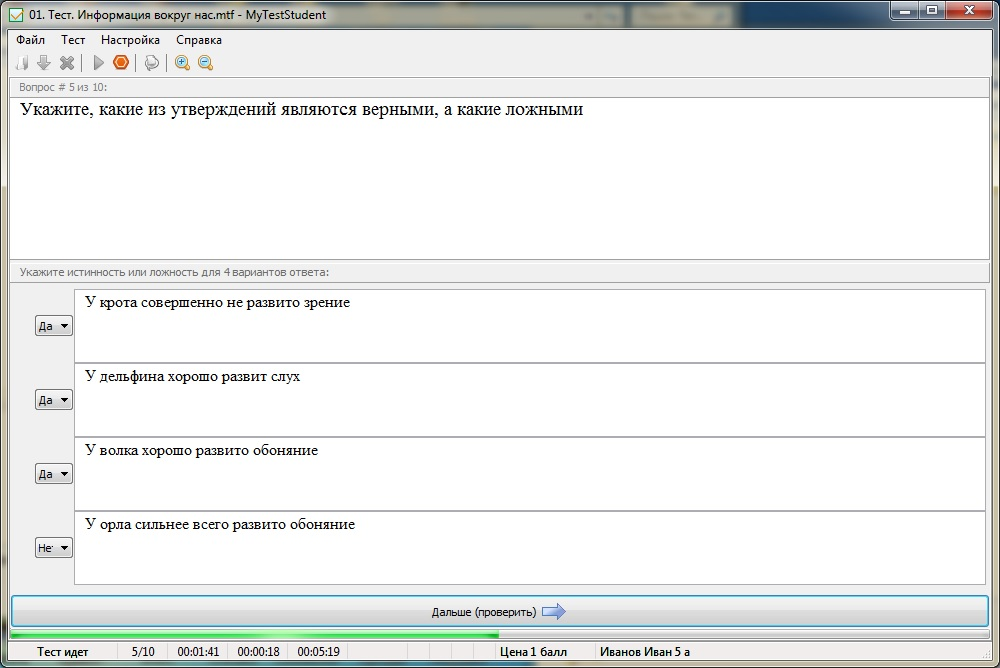 01. Тест. Информация вокруг нас.mtf - MyTestStudent
Файл Тест Настройка Справка
Вопрос # 5 из 10:
Укажите, какие из утверждений являются верными, а какие ложными
Укажите истинность или ложность для 4 вариантов ответа:
У крота совершенно не развито зрение
Да
У дельфина хорошо развит слух
Да
У волка хорошо развито обоняние
Да
У орла сильнее всего развито обоняние
Не
Дальше (проверить)
Тест идет 5/10 00:01:41 00:00:18 00:05:19 Цена 1 балл Иванов Иван 5 а